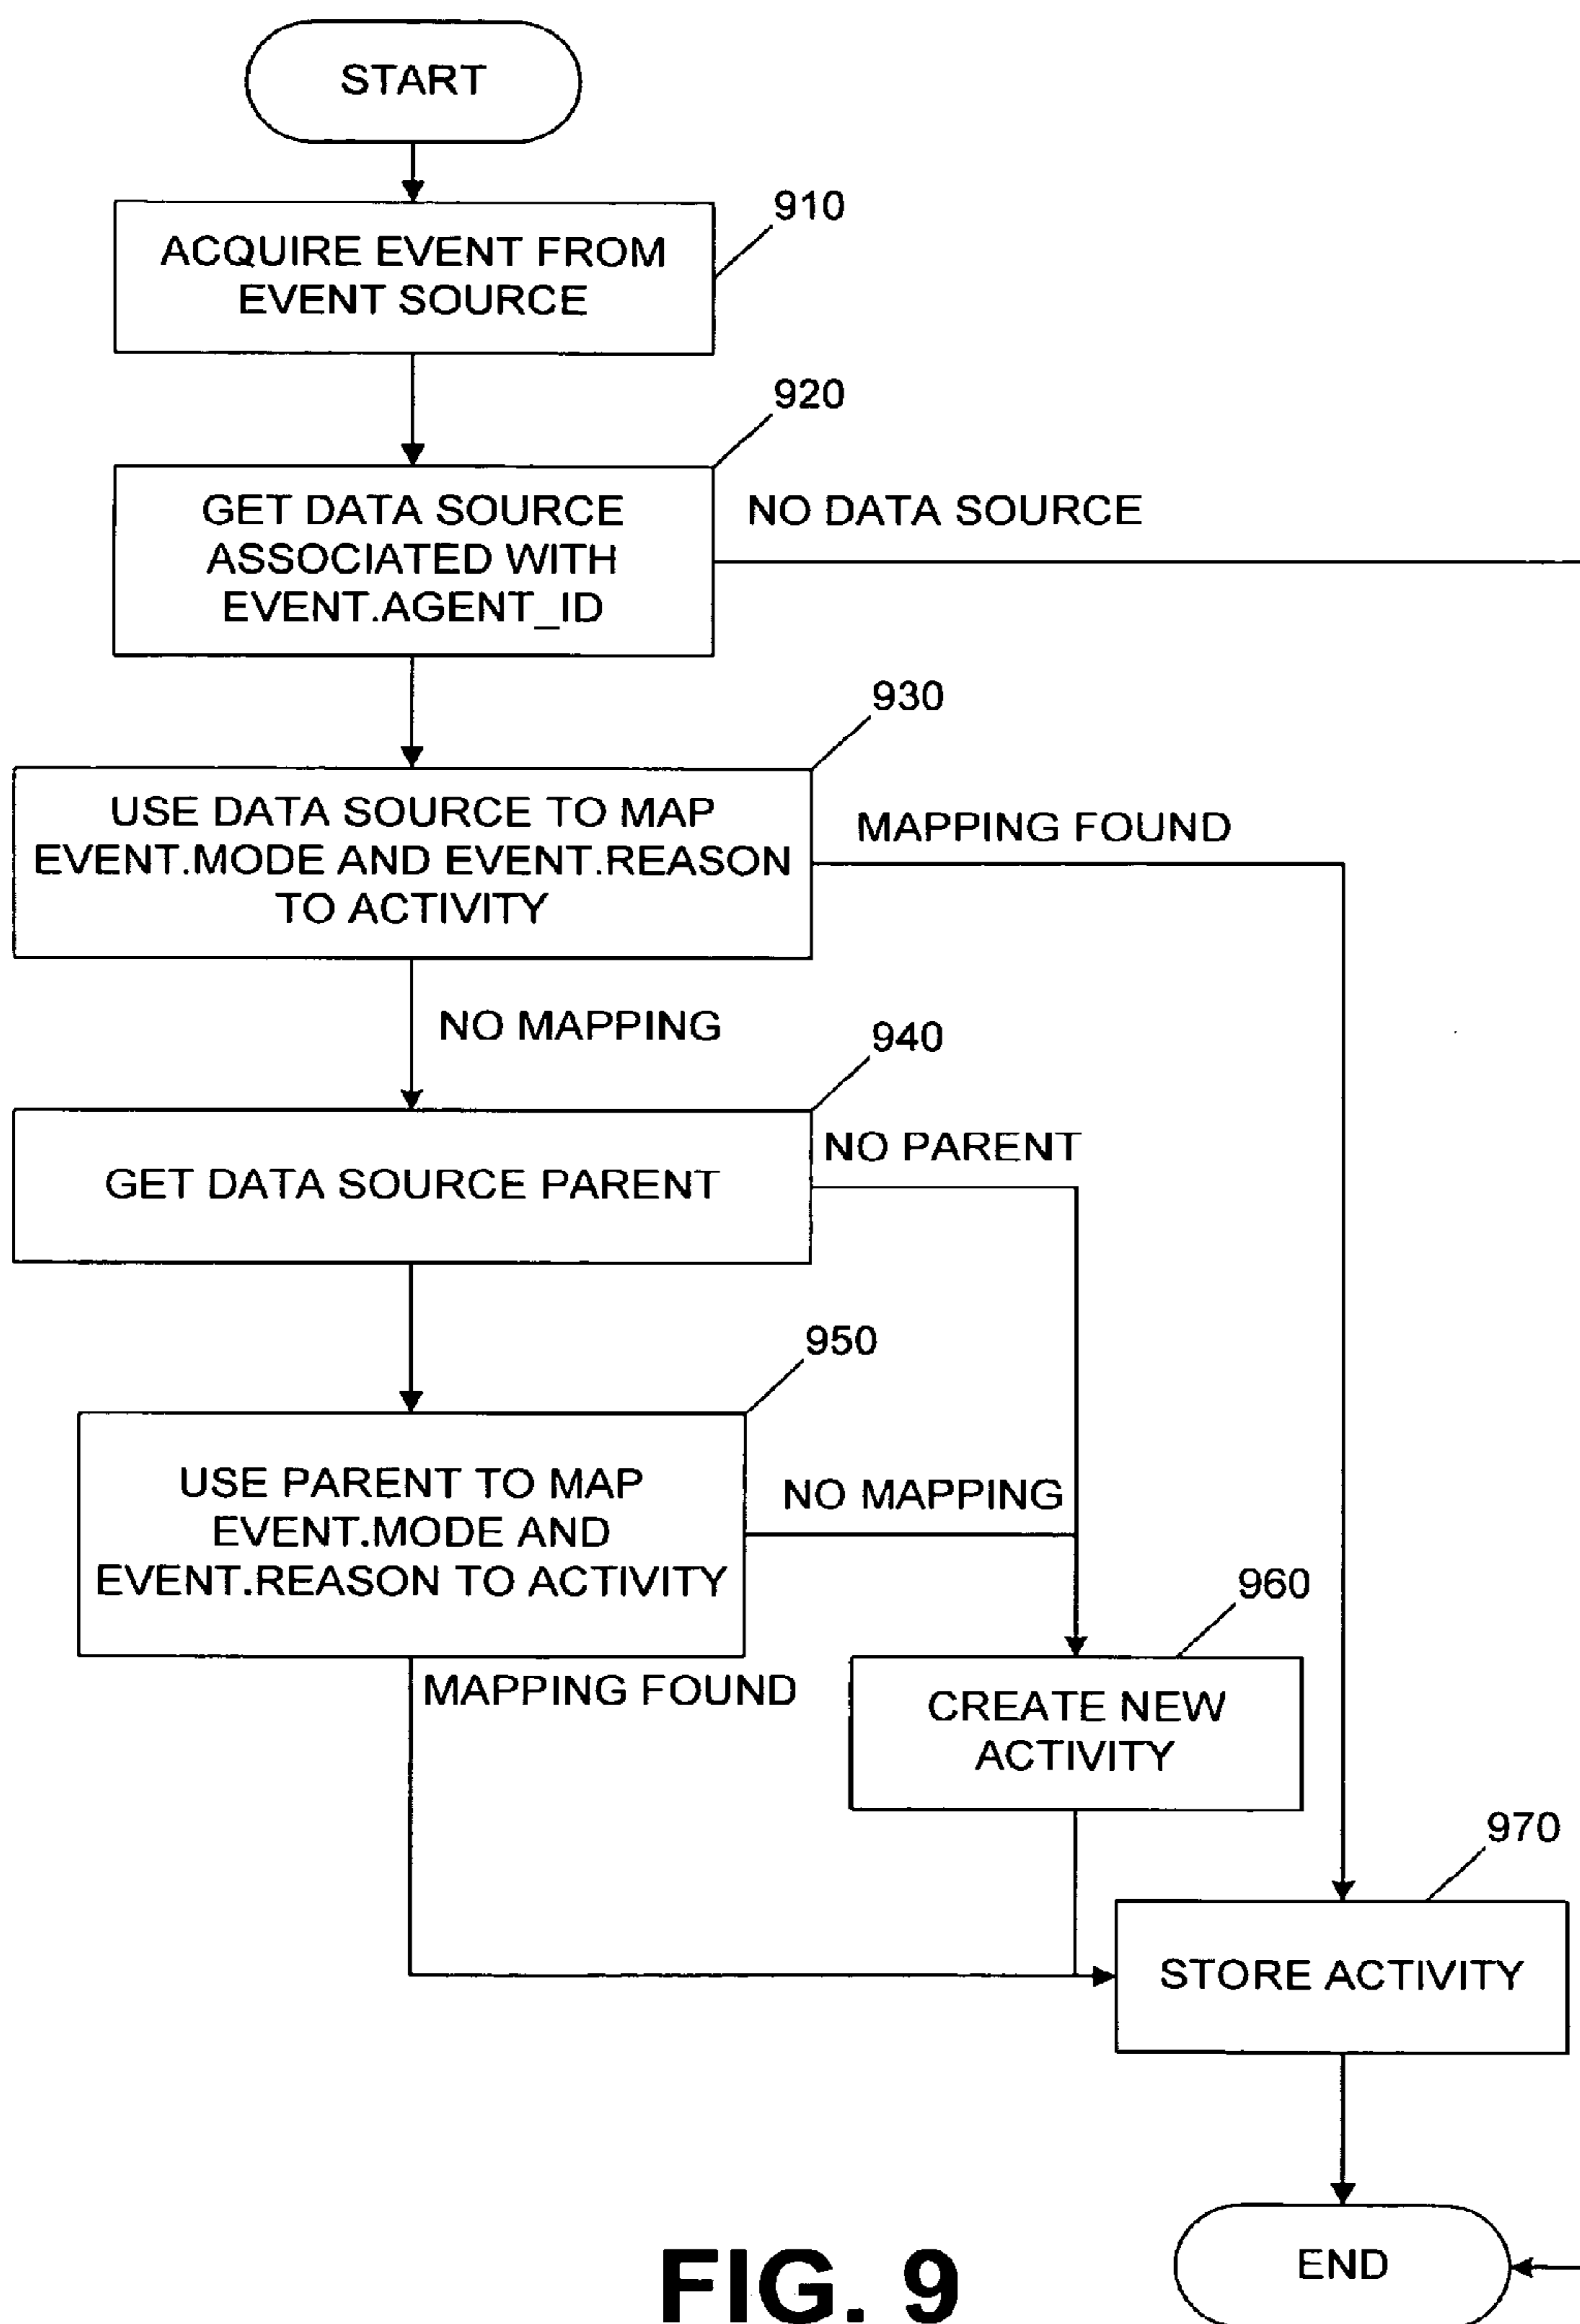 START
910
ACQUIRE EVENT FROM
EVENT SOURCE
920
GET DATA SOURCE
ASSOCIATED WITH
EVENT.AGENT_ID
NO DATA SOURCE
930
USE DATA SOURCE TO MAP
EVENT.MODE AND EVENT.REASON
TO ACTIVITY
MAPPING FOUND
NO MAPPING
940
GET DATA SOURCE PARENT
NO PARENT
950
USE PARENT TO MAP
EVENT.MODE AND
EVENT.REASON TO ACTIVITY
NO MAPPING
MAPPING FOUND
960
CREATE NEW
ACTIVITY
970
STORE ACTIVITY
END
FIG. 9